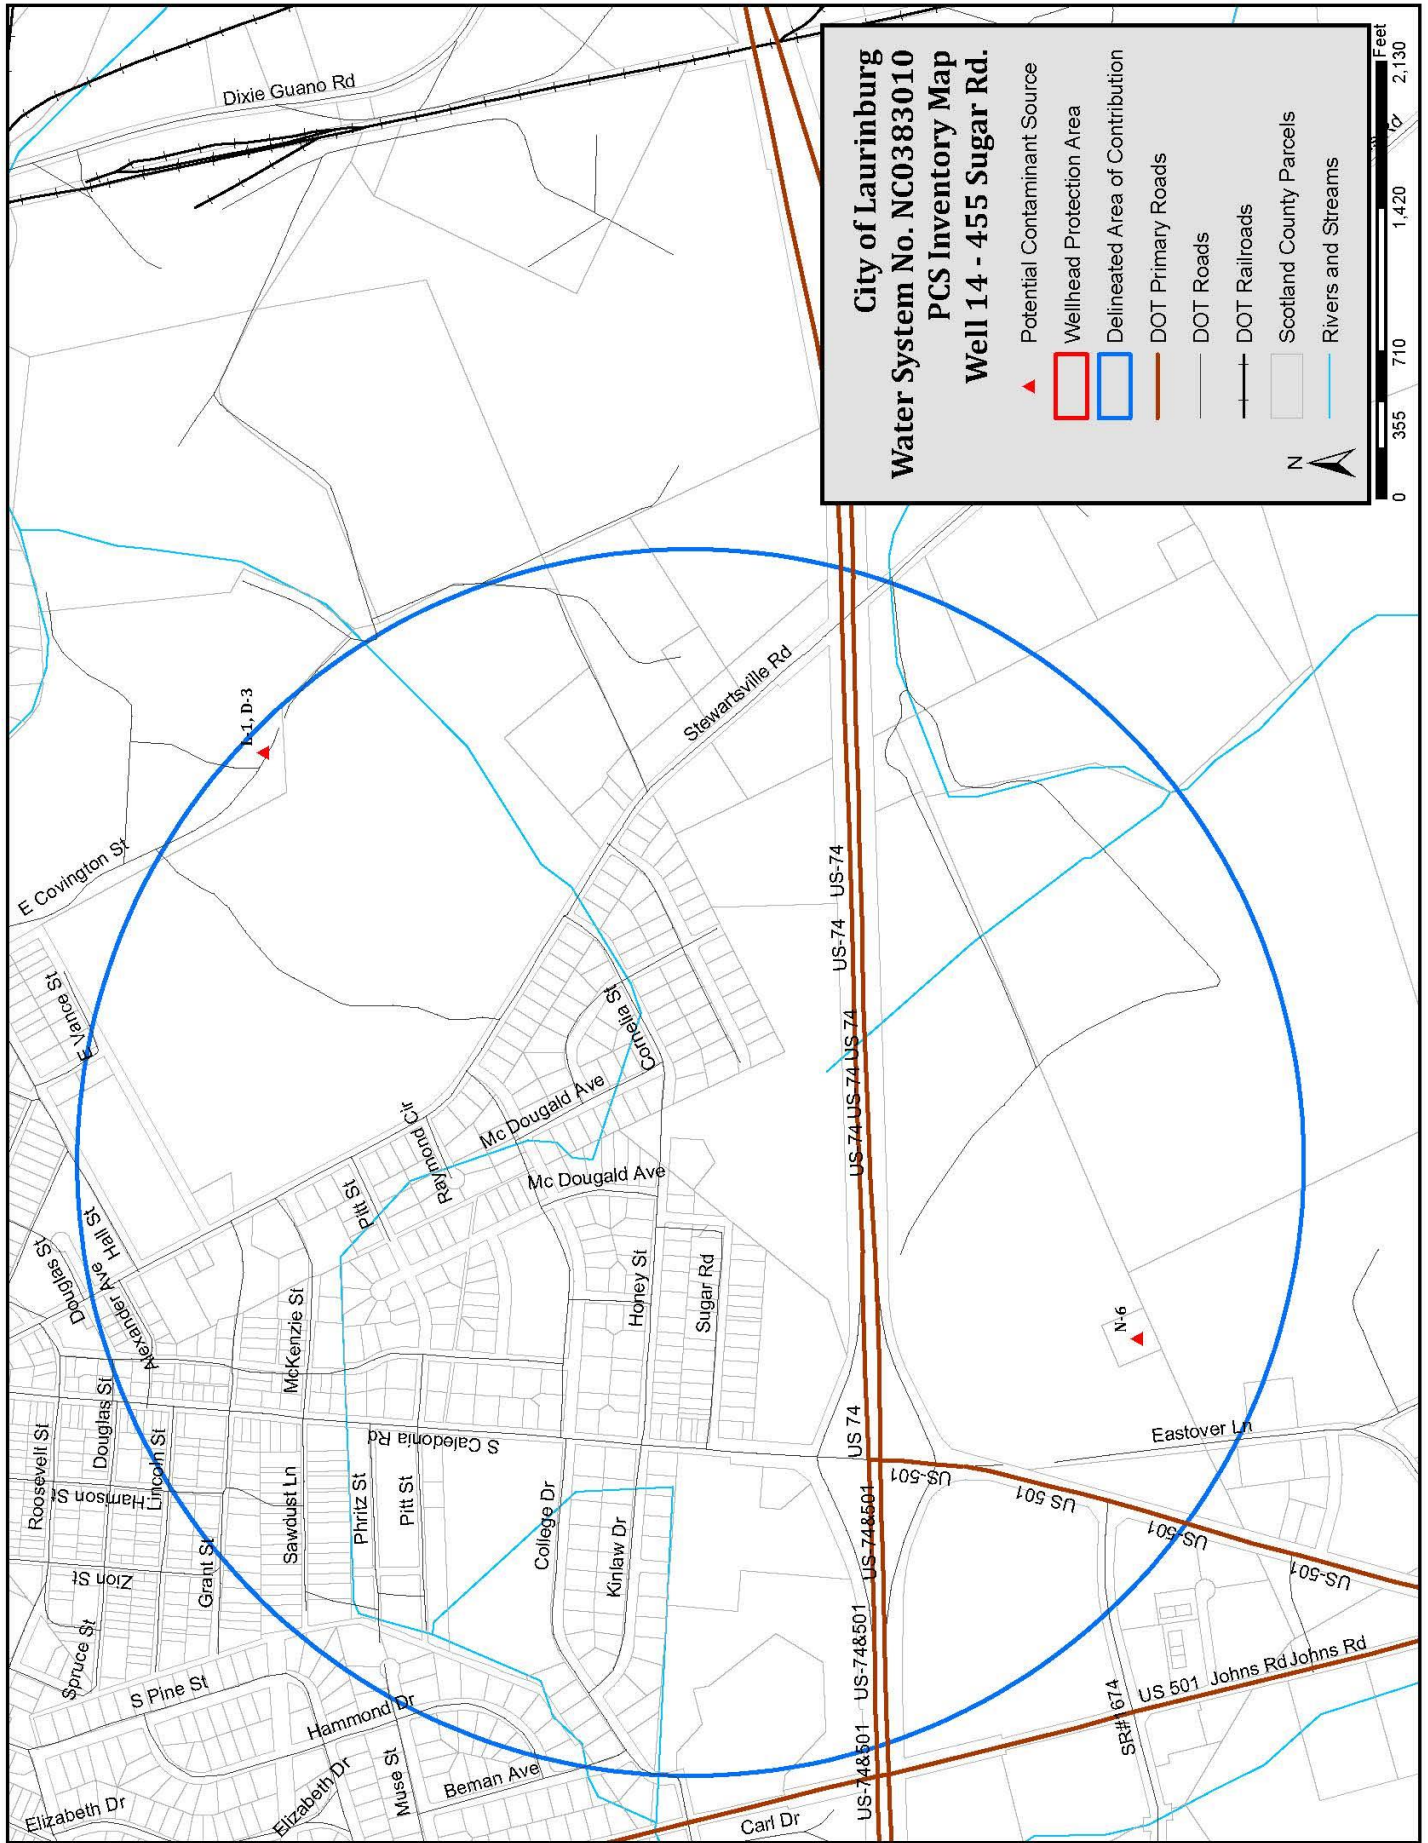 City of Laurinburg
Water System No. NC0383010
PCS Inventory Map
Well 14 - 455 Sugar Rd.
Potential Contaminant Source
Wellhead Protection Area
Delineated Area of Contribution
DOT Primary Roads
DOT Roads
DOT Railroads
Scotland County Parcels
Rivers and Streams
N
0 355 710 1,420 2,130
Feet
Elizabeth Dr
Spruce St
Zion St
Roosevelt St
Harrison St
Douglas St
Lincoln St
Douglas St
Alexander Ave
Hall St
E Vance St
E Covington St
Dixie Guano Rd
S Pine St
Grant St
Elizabeth Dr
Hammond Dr
Sawdust Ln
McKenzie St
L-1, D-3
Muse St
Phritz St
Pitt St
S Caledonia Rd
Pitt St
Raymond Cir
Beman Ave
College Dr
Mc Dougald Ave
Mc Dougald Ave
Cornelia St
Kinlaw Dr
Honey St
Sugar Rd
Stewartsville Rd
Carl Dr
US-74&501
US-74&501
US-74&501
US 74
US-74
US-74
US 74
US-74
US-74
US-501
US 501
US-501
US-501
SR#1674
US 501
Johns Rd
Johns Rd
Eastover Ln
N-6
Rd